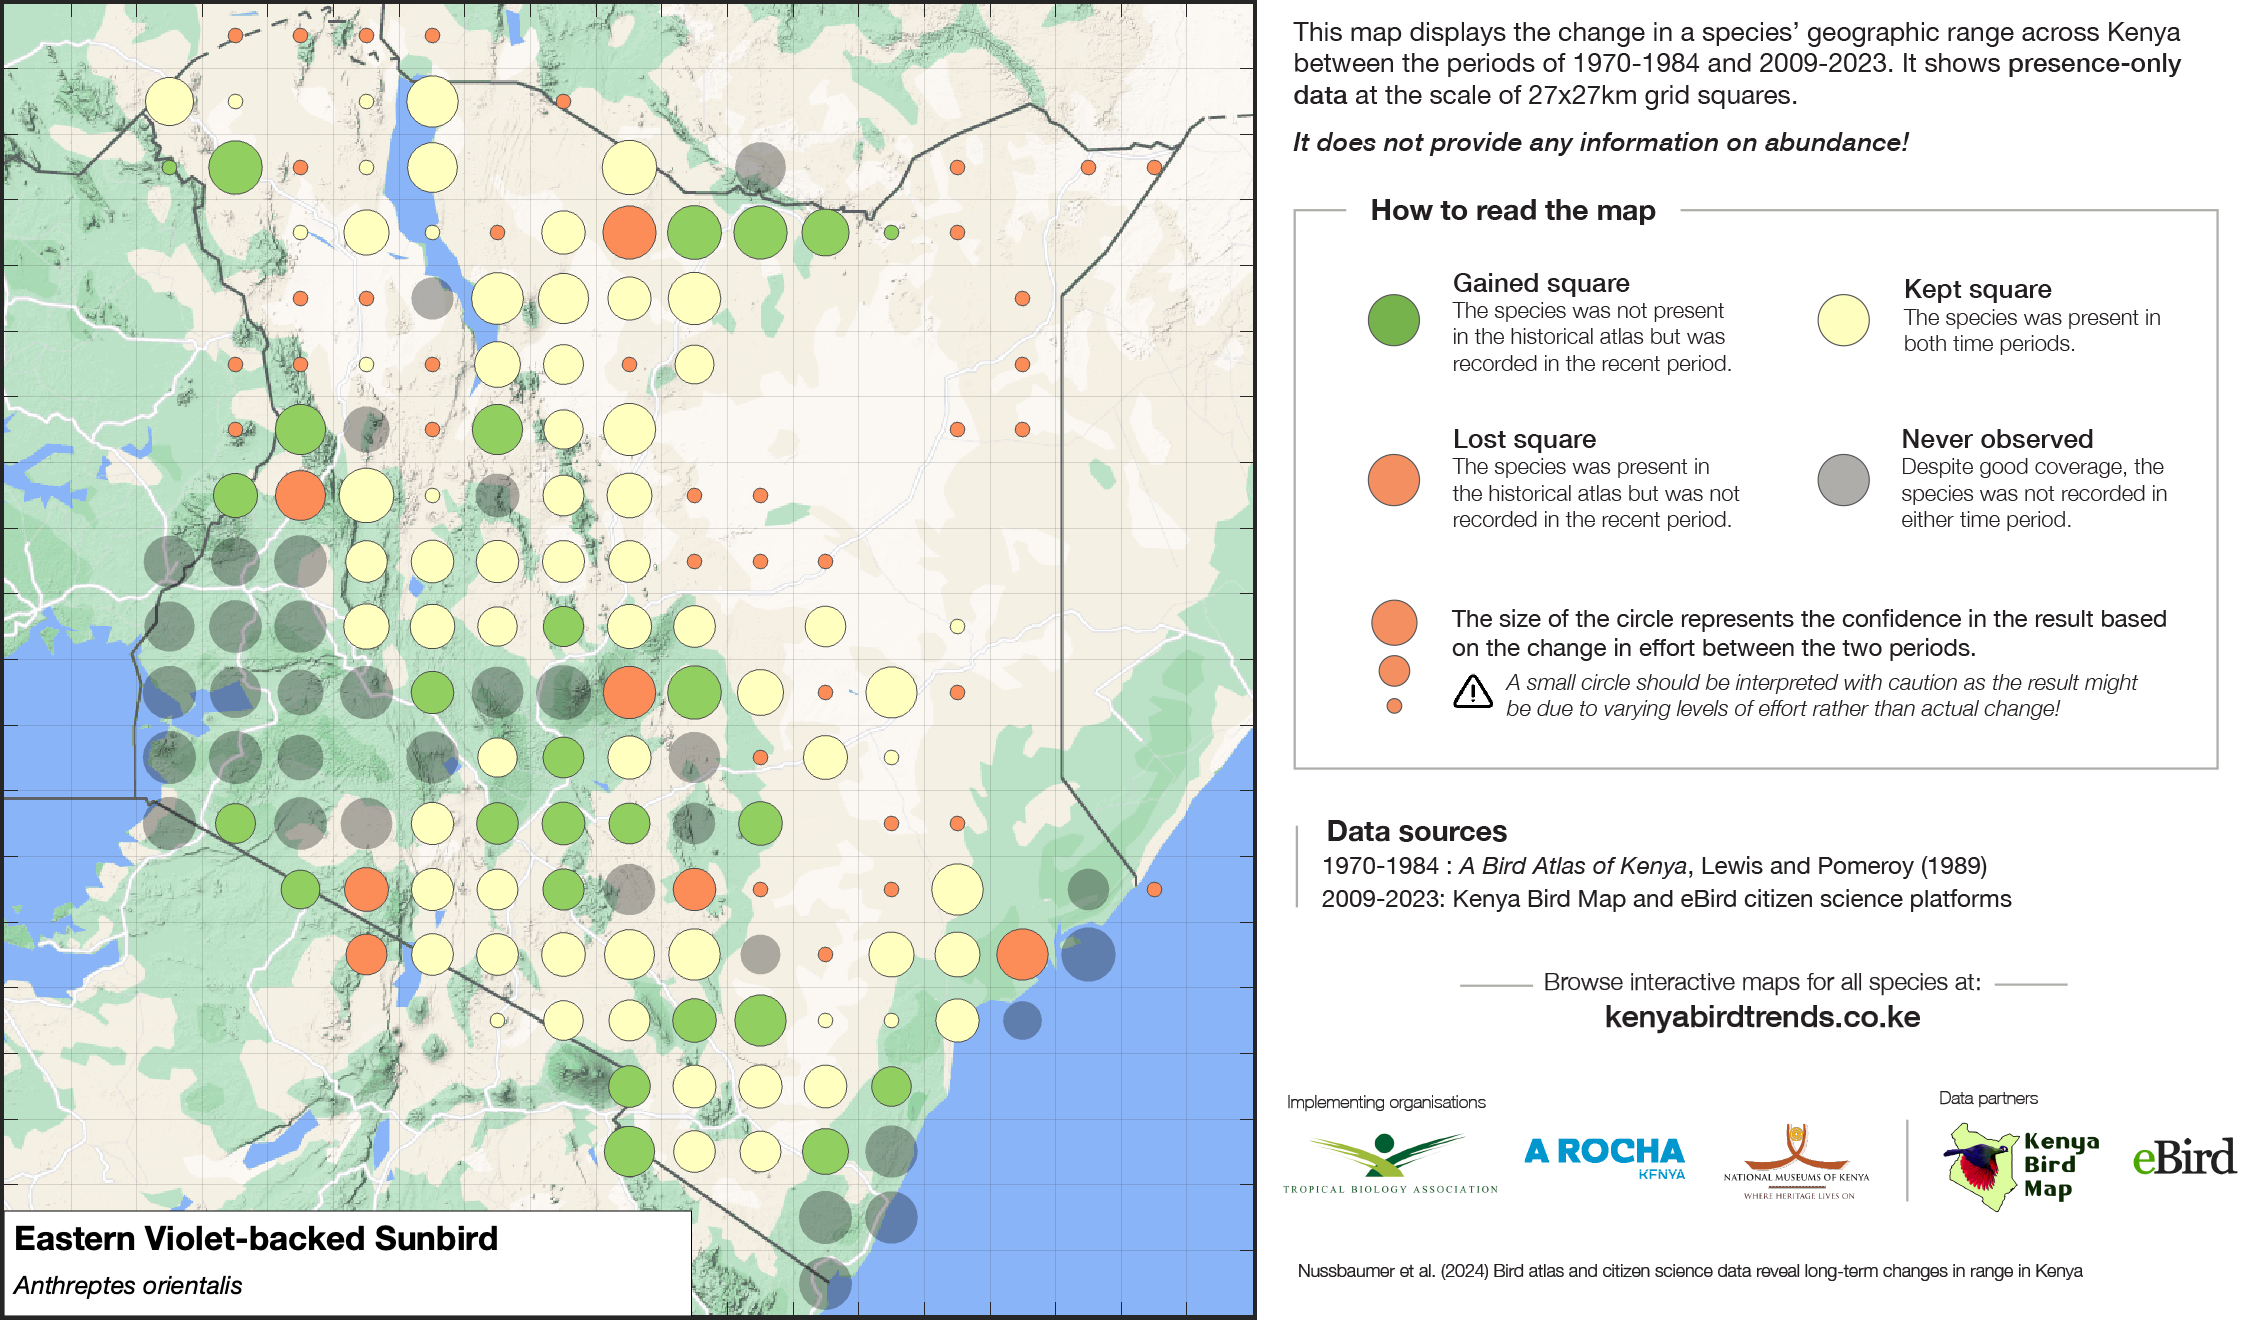 This map displays the change in a species’ geographic range across Kenya
between the periods of 1970-1984 and 2009-2023. It shows presence-only
data at the scale of 27x27km grid squares.
It does not provide any information on abundance!
How to read the map
Gained square
The species was not present
in the historical atlas but was
recorded in the recent period.
Kept square
The species was present in
both time periods.
Lost square
The species was present in
the historical atlas but was not
recorded in the recent period.
Never observed
Despite good coverage, the
species was not recorded in
either time period.
The size of the circle represents the confidence in the result based
on the change in effort between the two periods.
A small circle should be interpreted with caution as the result might
be due to varying levels of effort rather than actual change!
Data sources
1970-1984 : A Bird Atlas of Kenya, Lewis and Pomeroy (1989)
2009-2023: Kenya Bird Map and eBird citizen science platforms
Browse interactive maps for all species at:
kenyabirdtrends.co.ke
Implementing organisations
Data partners
TROPICAL BIOLOGY ASSOCIATION
A ROCHA
KENYA
NATIONAL MUSEUMS OF KENYA
WHERE HERITAGE LIVES ON
Kenya
Bird
Map
eBird
Eastern Violet-backed Sunbird
Anthreptes orientalis
Nussbaumer et al. (2024) Bird atlas and citizen science data reveal long-term changes in range in Kenya